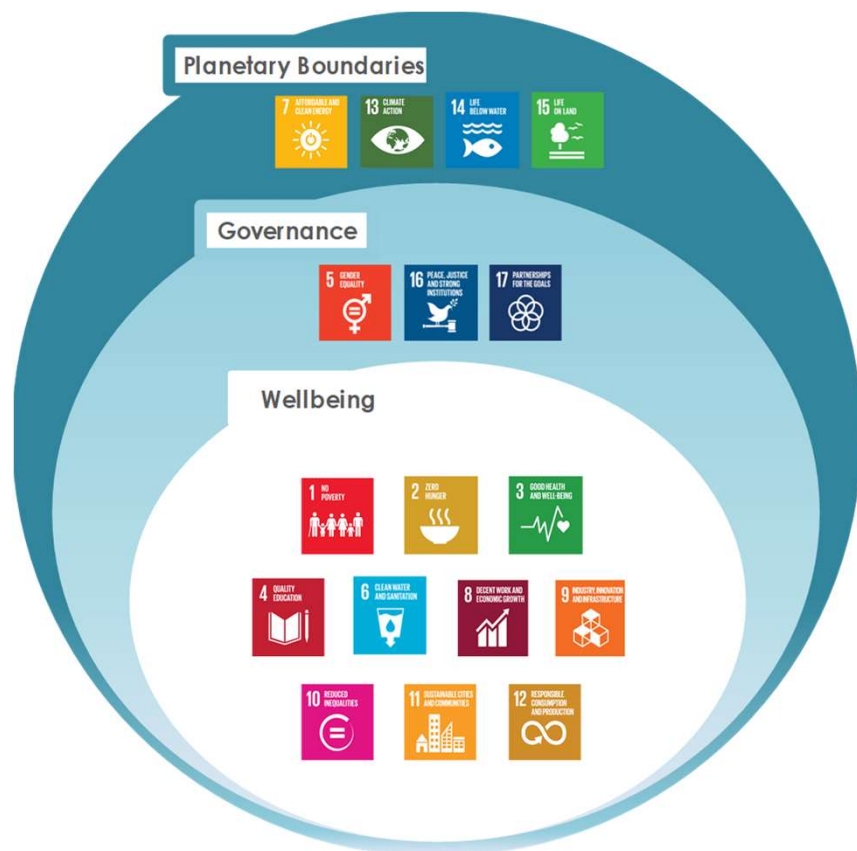 Planetary Boundaries
7 AFFORDABLE AND
CLEAN ENERGY
13 CLIMATE
ACTION
14 LIFE
BELOW WATER
15 LIFE
ON LAND
Governance
5 GENDER
EQUALITY
16 PEACE, JUSTICE
AND STRONG
INSTITUTIONS
17 PARTNERSHIPS
FOR THE GOALS
Wellbeing
1 NO
POVERTY
2 ZERO
HUNGER
3 GOOD HEALTH
AND WELL-BEING
4 QUALITY
EDUCATION
6 CLEAN WATER
AND SANITATION
8 DECENT WORK AND
ECONOMIC GROWTH
9 INDUSTRY, INNOVATION
AND INFRASTRUCTURE
10 REDUCED
INEQUALITIES
11 SUSTAINABLE CITIES
AND COMMUNITIES
12 RESPONSIBLE
CONSUMPTION
AND PRODUCTION